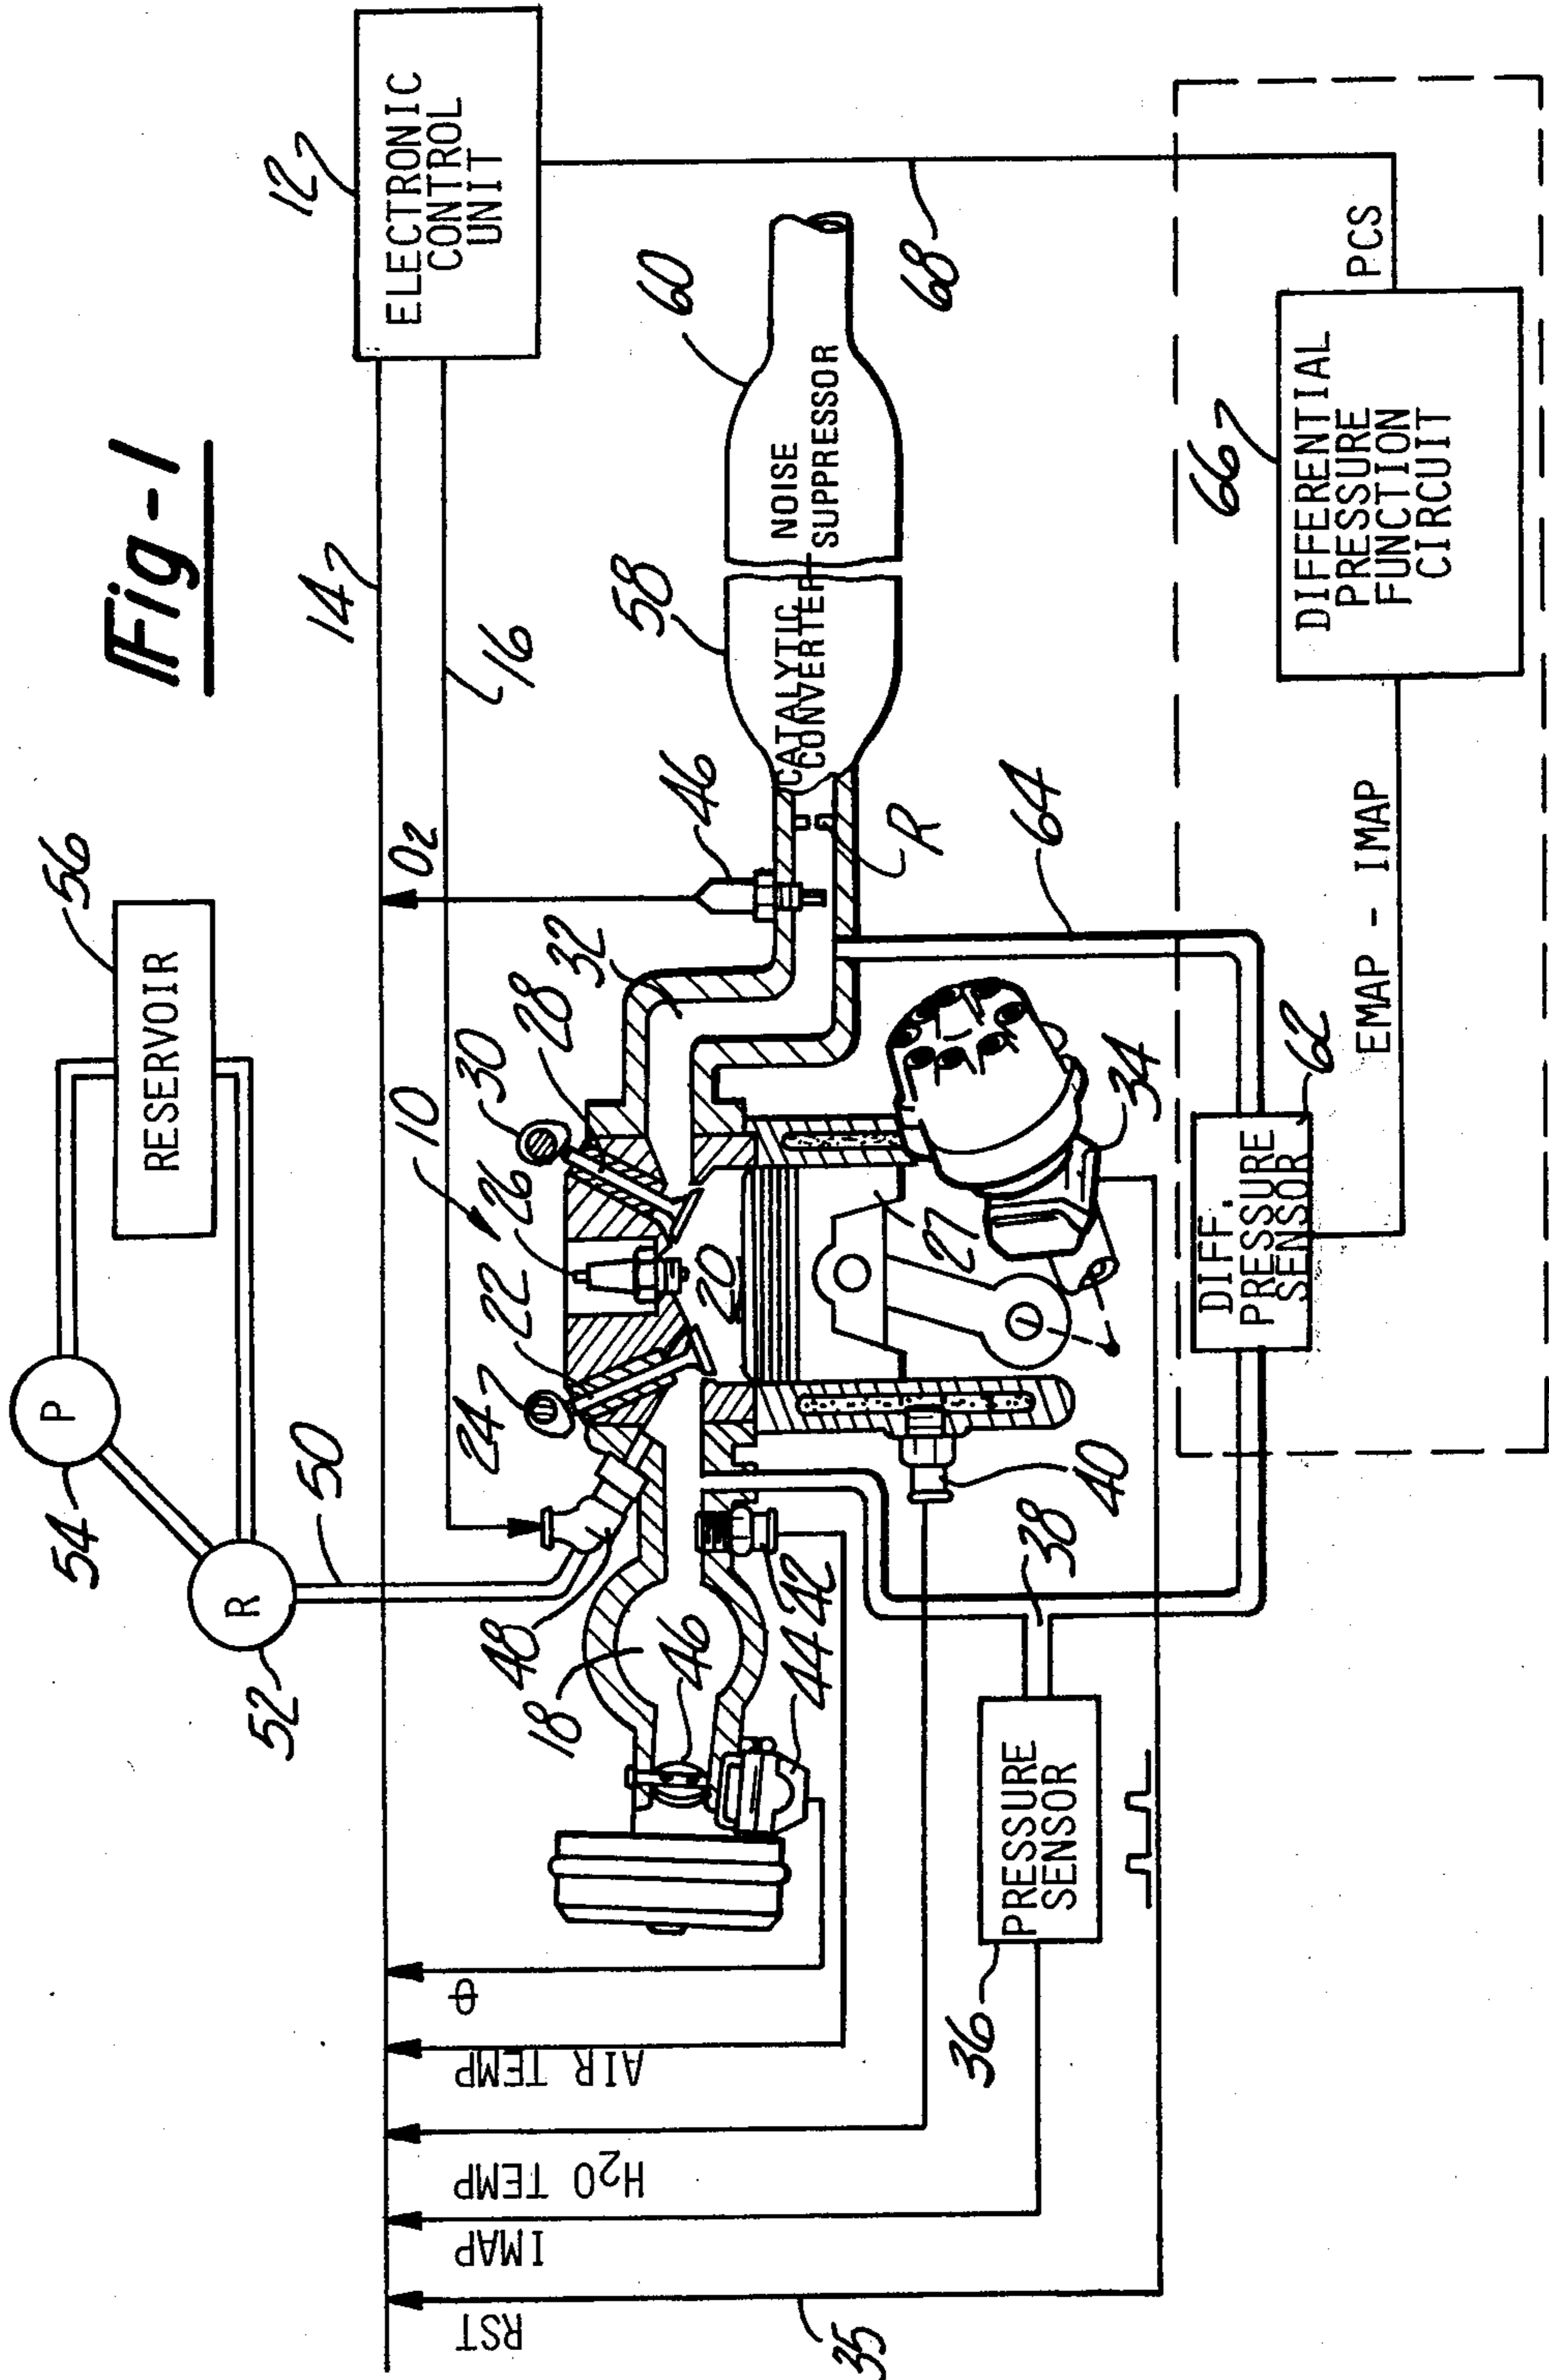 Fig-1
54
P
52
R
50
RESERVOIR
56
14
16
12
ELECTRONIC
CONTROL
UNIT
O2
10
24
22
26
30
28
32
46
58
CATALYTIC
CONVERTER
NOISE
SUPPRESSOR
60
68
48
18
46
20
21
R
44
42
40
34
64
θ
AIR TEMP
H2O TEMP
IMAP
RST
35
36
PRESSURE
SENSOR
38
DIFF.
PRESSURE
SENSOR
62
EMAP - IMAP
66
DIFFERENTIAL
PRESSURE
FUNCTION
CIRCUIT
PCS